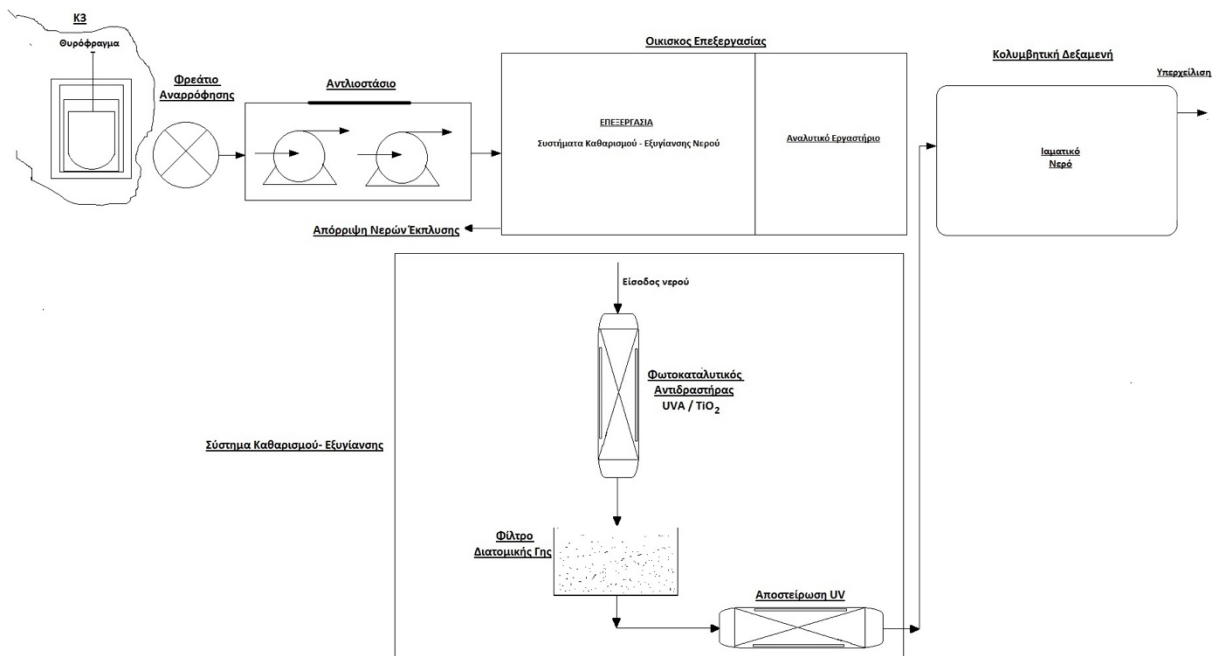 Κ3
Θυρόφραγμα
Φρεάτιο
Αναρρόφησης
Αντλιοστάσιο
Οικισκος Επεξεργασίας
ΕΠΕΞΕΡΓΑΣΙΑ
Συστήματα Καθαρισμού - Εξυγίανσης Νερού
Αναλυτικό Εργαστήριο
Κολυμβητική Δεξαμενή
Υπερχείλιση
Ιαματικό
Νερό
Απόρριψη Νερών Έκπλυσης
Είσοδος νερού
Φωτοκαταλυτικός
Αντιδραστήρας
UVA / TiO₂
Σύστημα Καθαρισμού- Εξυγίανσης
Φίλτρο
Διατομικής Γης
Αποστείρωση UV